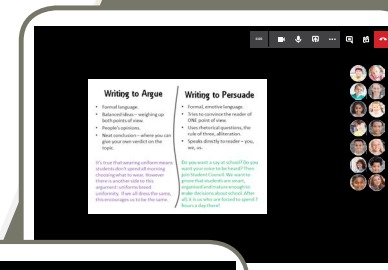 Writing to Argue
• Formal language.
• Balanced ideas – weighing up
both points of view.
• People's opinions.
• Neat conclusion – where you can
give your own verdict on the
topic.
It's true that wearing uniform means
students don't spend all morning
choosing what to wear. However
there is another side to this
argument: uniforms breed
uniformity. If we all dress the same,
this encourages us to be the same.
Writing to Persuade
• Formal, emotive language.
• Tries to convince the reader of
ONE point of view.
• Uses rhetorical questions, the
rule of three, alliteration.
• Speaks directly to reader – you,
we, us.
Do you want a say at school? Do you
want your voice to be heard? Then
join Student Council. We want to
prove that students are smart,
organised and mature enough to
make decisions about school. After
all, it is us who are forced to spend 7
hours a day there!